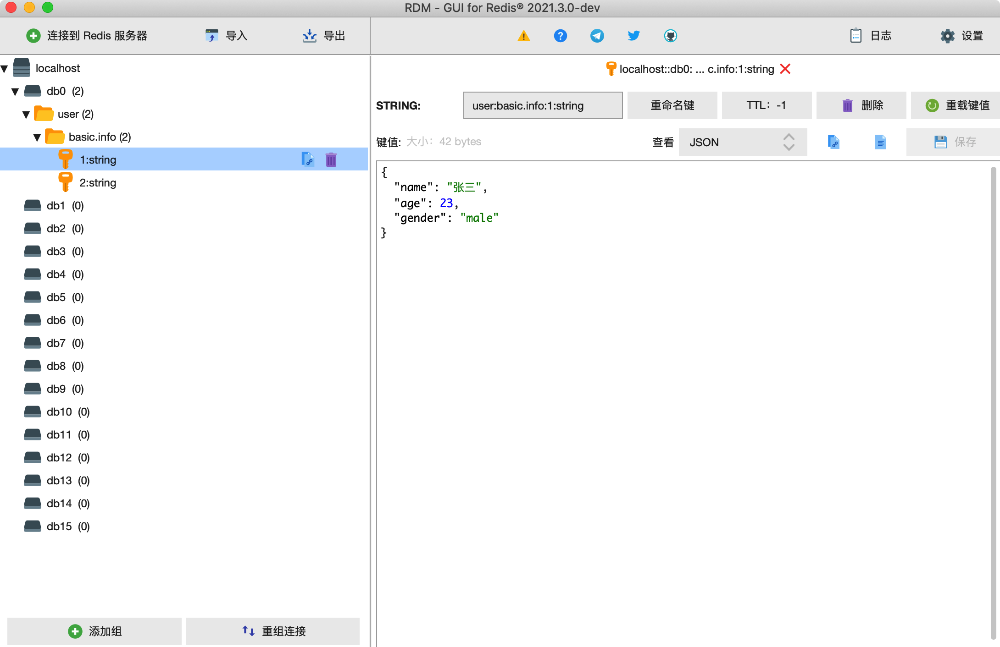 RDM - GUI for Redis® 2021.3.0-dev
连接到 Redis 服务器 导入 导出 日志 设置
localhost
db0 (2)
user (2)
basic.info (2)
1:string
2:string
db1 (0)
db2 (0)
db3 (0)
db4 (0)
db5 (0)
db6 (0)
db7 (0)
db8 (0)
db9 (0)
db10 (0)
db11 (0)
db12 (0)
db13 (0)
db14 (0)
db15 (0)
添加组 重组连接
localhost::db0: ... c.info:1:string
STRING: user:basic.info:1:string 重命名键 TTL：-1 删除 重载键值
键值: 大小：42 bytes 查看 JSON 保存
{
"name": "张三",
"age": 23,
"gender": "male"
}